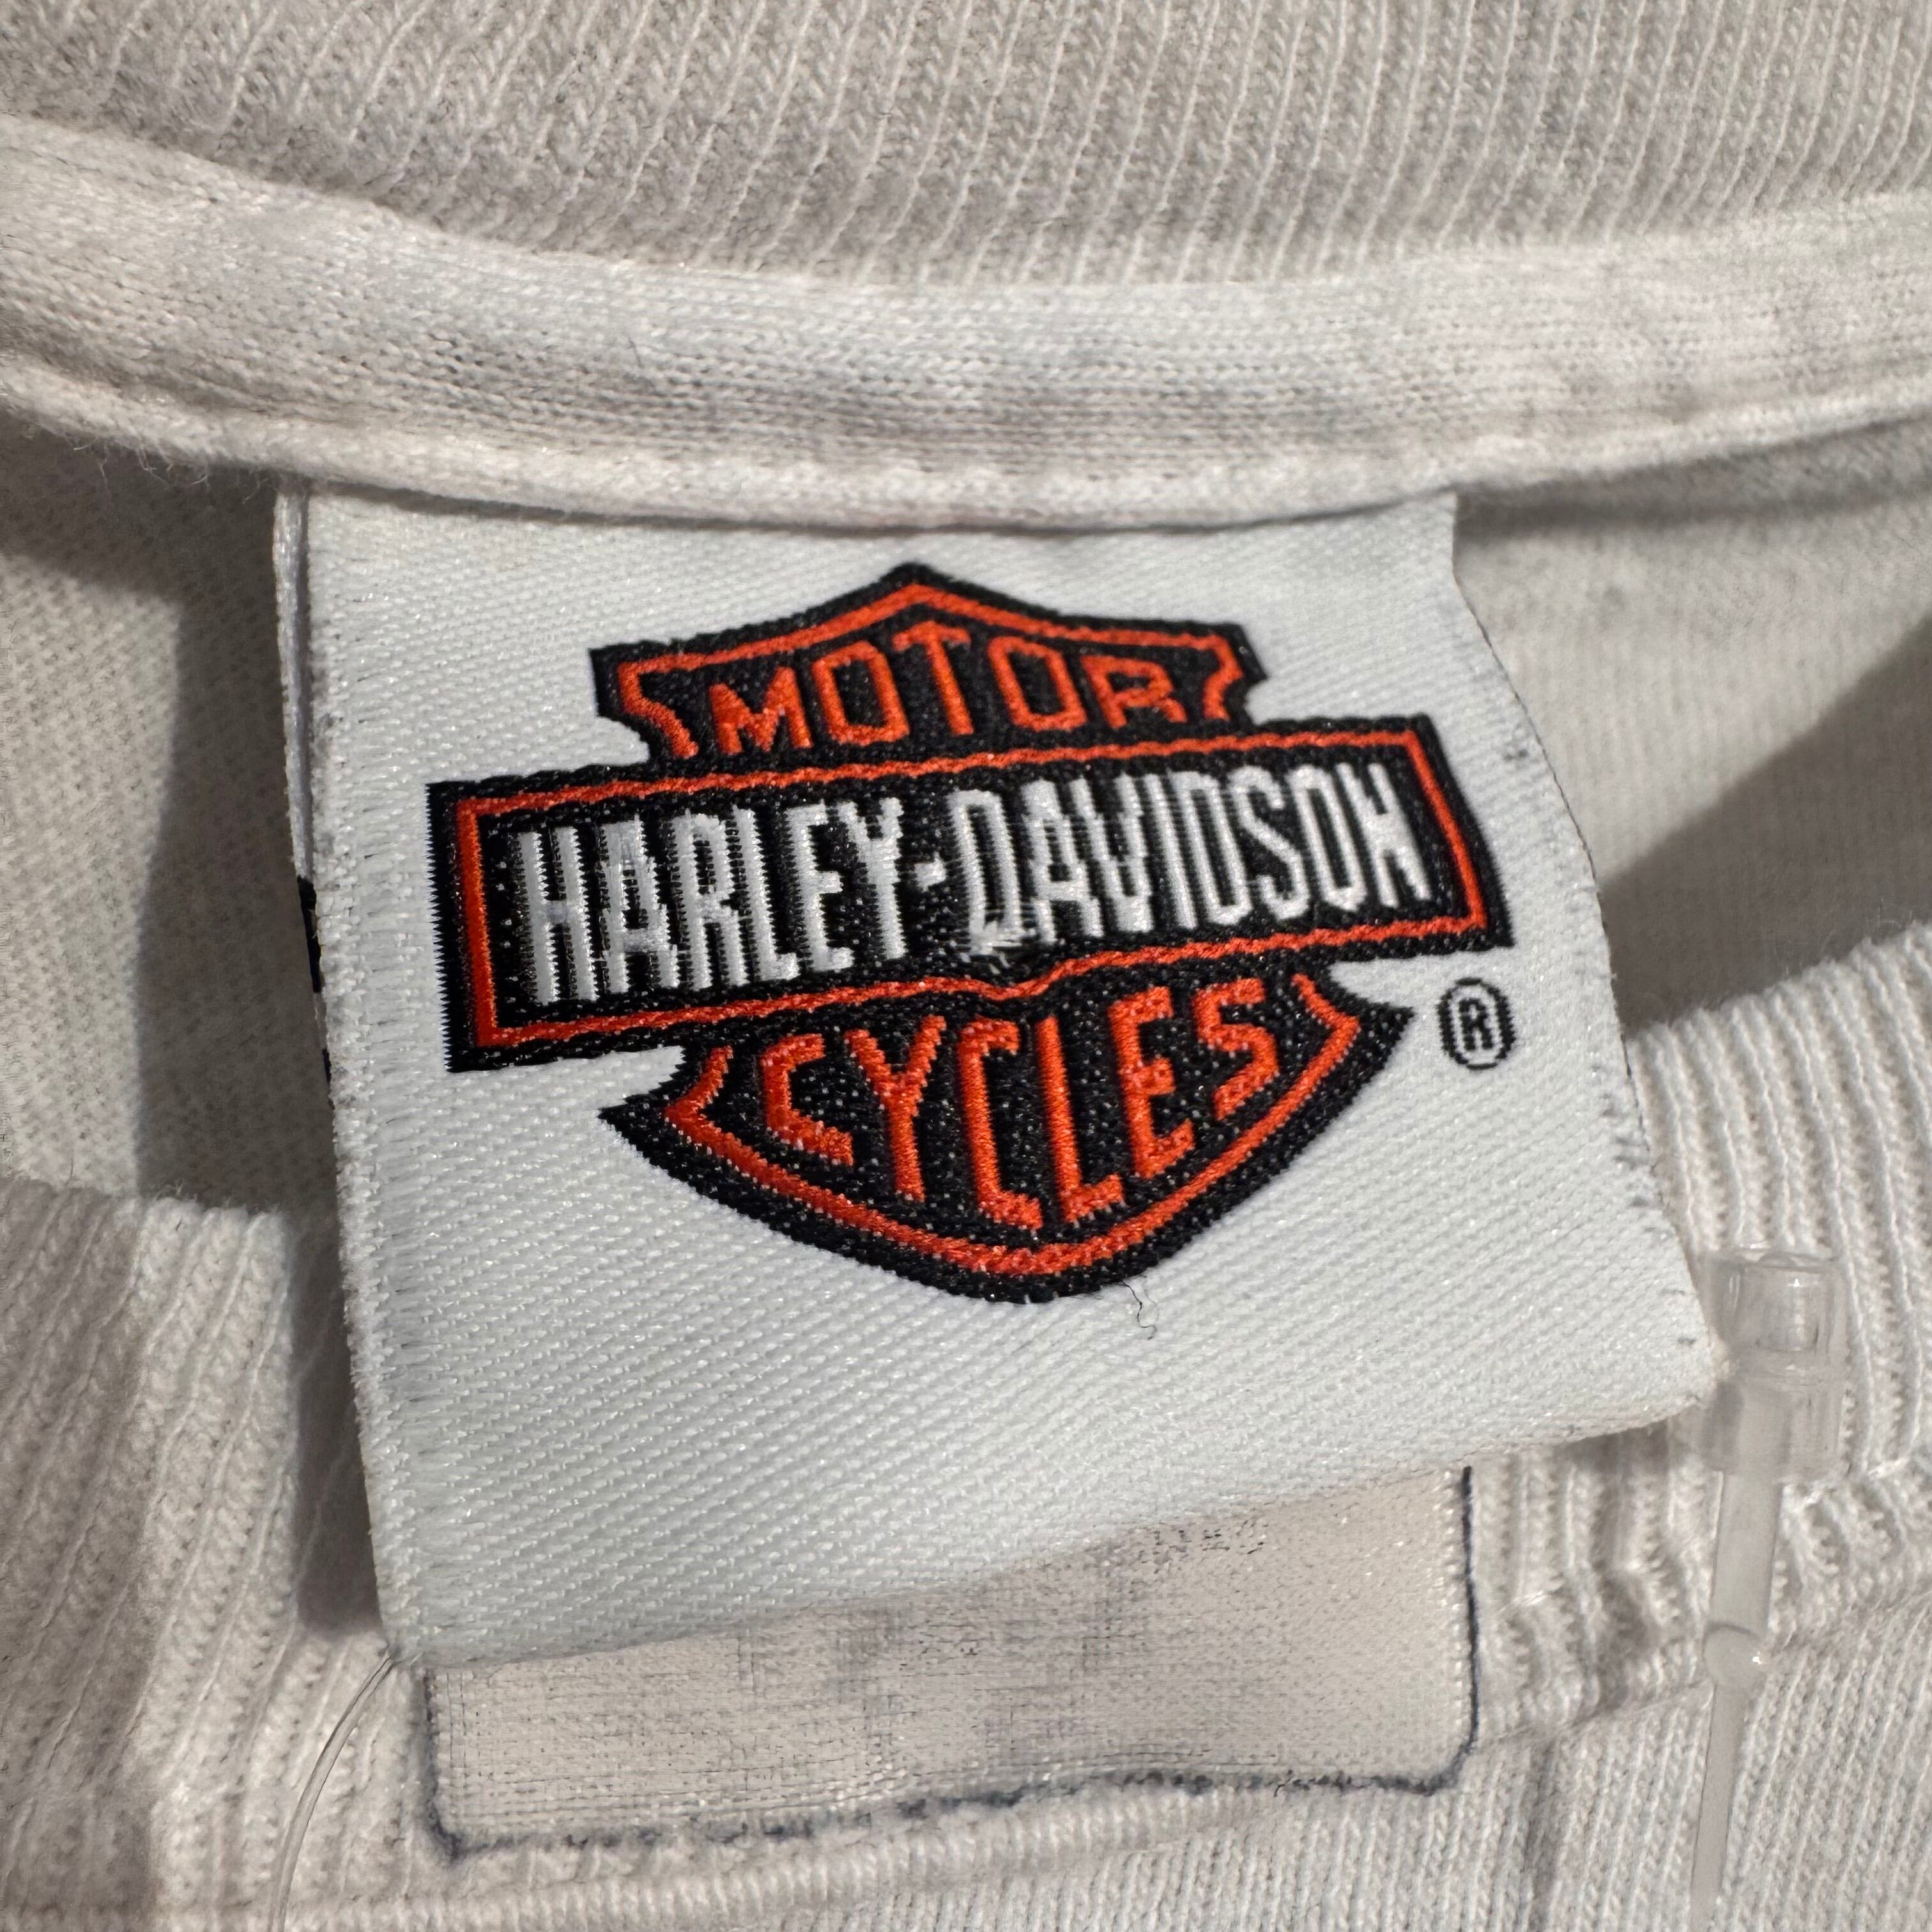 MOTOR
HARLEY-DAVIDSON
CYCLES
®